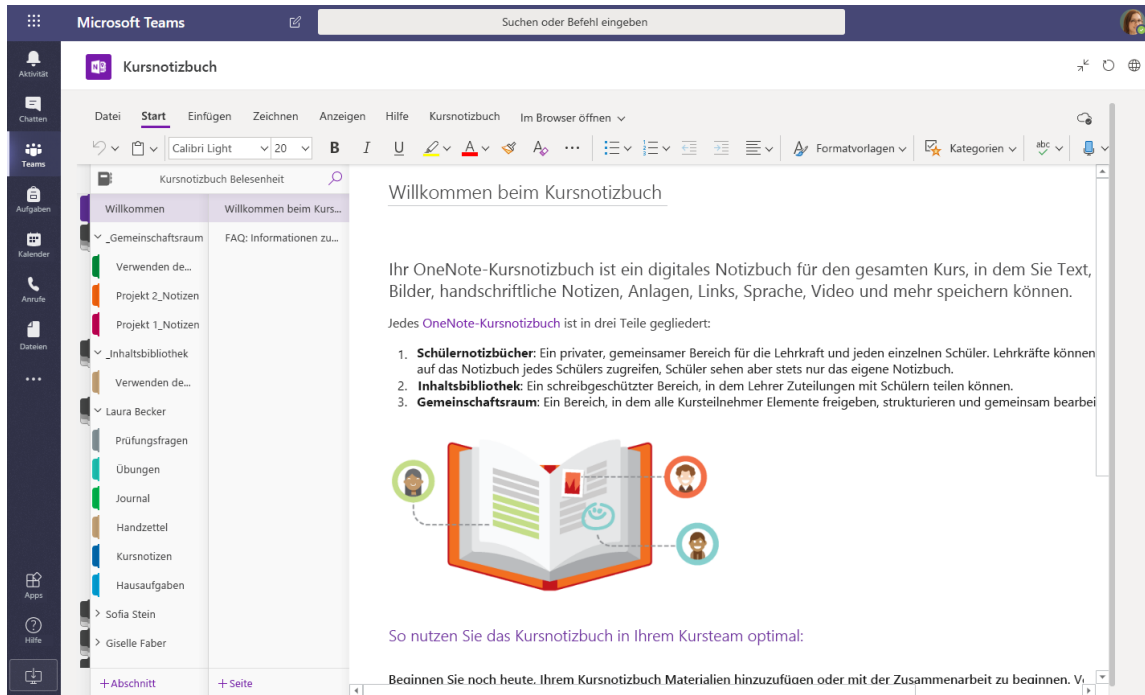 Microsoft Teams
Suchen oder Befehl eingeben
Aktivität
Chatten
Teams
Aufgaben
Kalender
Anrufe
Dateien
Apps
Hilfe
Kursnotizbuch
Datei Start Einfügen Zeichnen Anzeigen Hilfe Kursnotizbuch Im Browser öffnen
Calibri Light 20 B I U A A Formatvorlagen Kategorien abc
Kursnotizbuch Belesenheit
Willkommen
_Gemeinschaftsraum
Verwenden de...
Projekt 2_Notizen
Projekt 1_Notizen
_Inhaltsbibliothek
Verwenden de...
Laura Becker
Prüfungsfragen
Übungen
Journal
Handzettel
Kursnotizen
Hausaufgaben
Sofia Stein
Giselle Faber
+Abschnitt
Willkommen beim Kurs...
FAQ: Informationen zu...
+Seite
Willkommen beim Kursnotizbuch
Ihr OneNote-Kursnotizbuch ist ein digitales Notizbuch für den gesamten Kurs, in dem Sie Text,
Bilder, handschriftliche Notizen, Anlagen, Links, Sprache, Video und mehr speichern können.
Jedes OneNote-Kursnotizbuch ist in drei Teile gegliedert:
1. Schülernotizbücher: Ein privater, gemeinsamer Bereich für die Lehrkraft und jeden einzelnen Schüler. Lehrkräfte können
auf das Notizbuch jedes Schülers zugreifen, Schüler sehen aber stets nur das eigene Notizbuch.
2. Inhaltsbibliothek: Ein schreibgeschützter Bereich, in dem Lehrer Zuteilungen mit Schülern teilen können.
3. Gemeinschaftsraum: Ein Bereich, in dem alle Kursteilnehmer Elemente freigeben, strukturieren und gemeinsam bearbei
So nutzen Sie das Kursnotizbuch in Ihrem Kursteam optimal:
Beginnen Sie noch heute, Ihrem Kursnotizbuch Materialien hinzuzufügen oder mit der Zusammenarbeit zu beginnen.